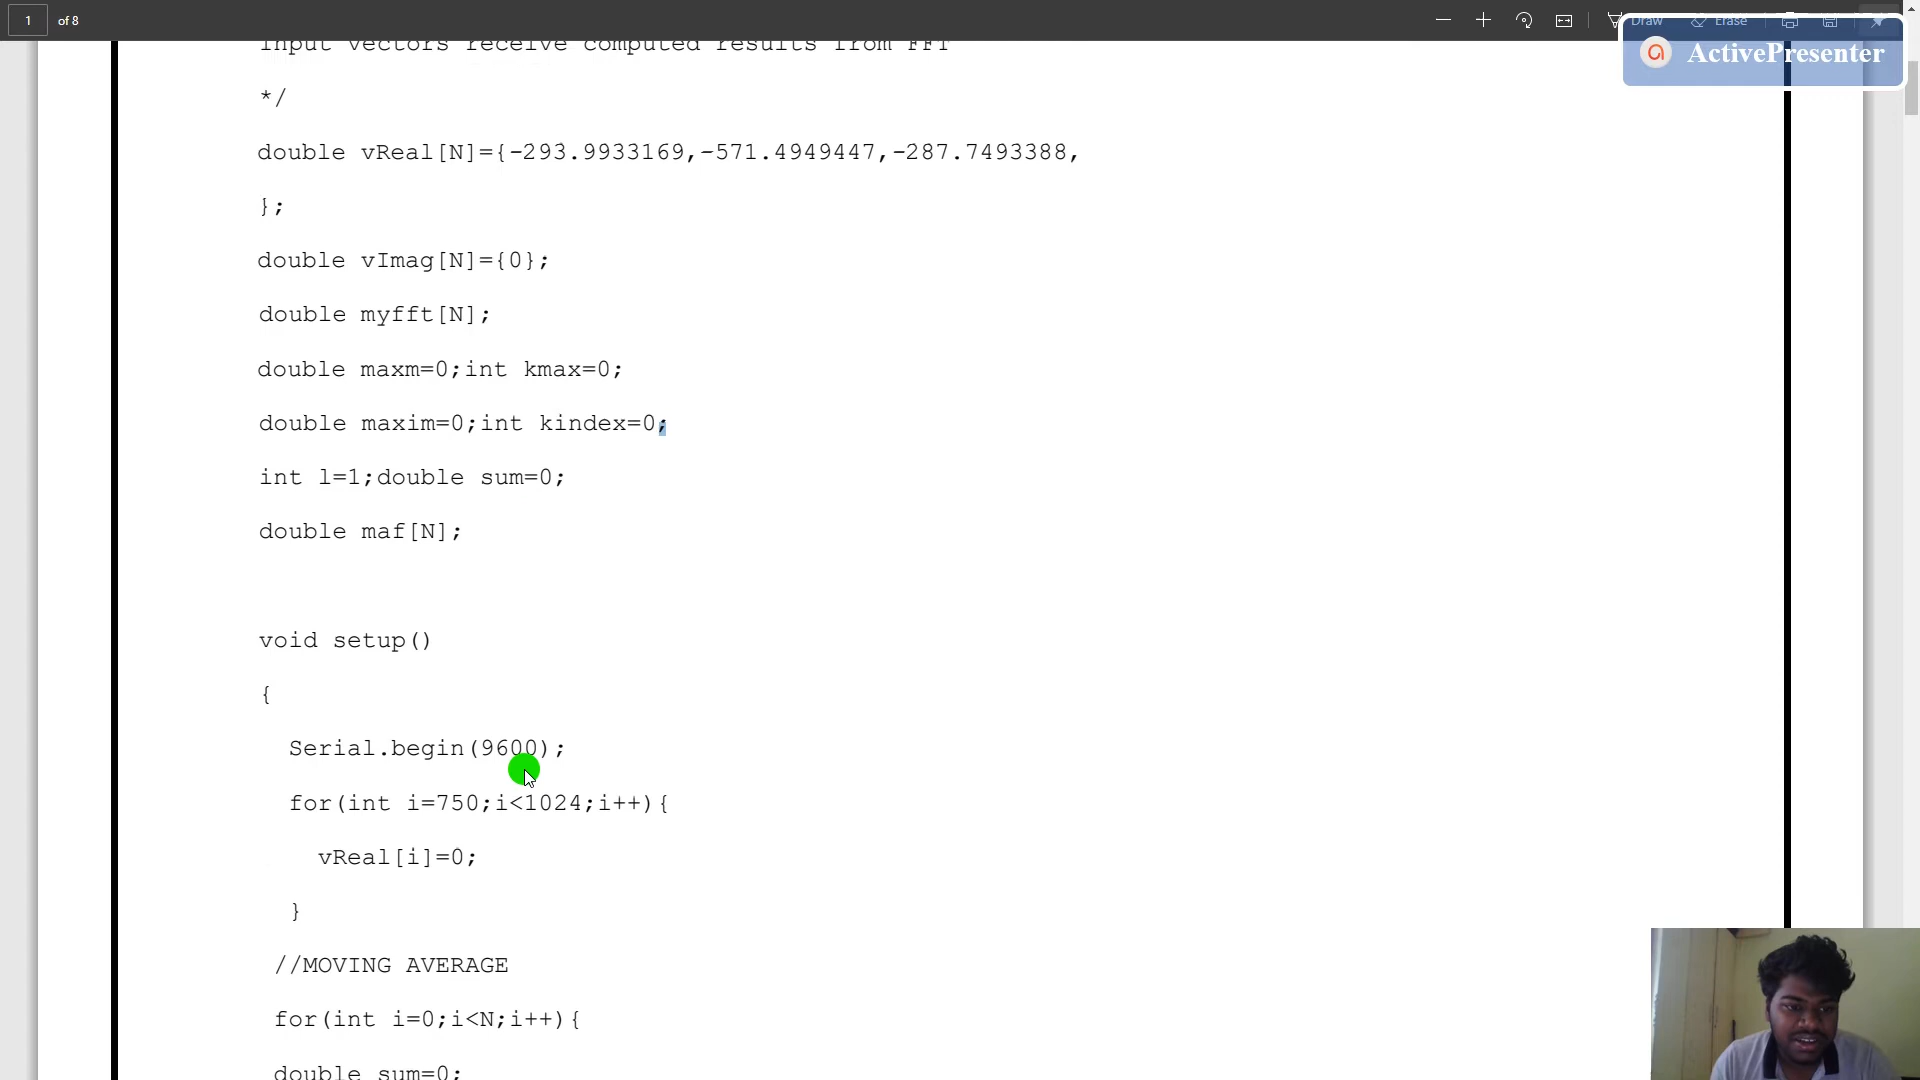 1 of 8
Draw
Erase
ActivePresenter
Input vectors receive computed results from FFT
*/
double vReal[N]={-293.9933169,-571.4949447,-287.7493388,
};
double vImag[N]={0};
double myfft[N];
double maxm=0;int kmax=0;
double maxim=0;int kindex=0;
int l=1;double sum=0;
double maf[N];
void setup()
{
Serial.begin(9600);
for(int i=750;i<1024;i++){
vReal[i]=0;
}
//MOVING AVERAGE
for(int i=0;i<N;i++){
double sum=0;